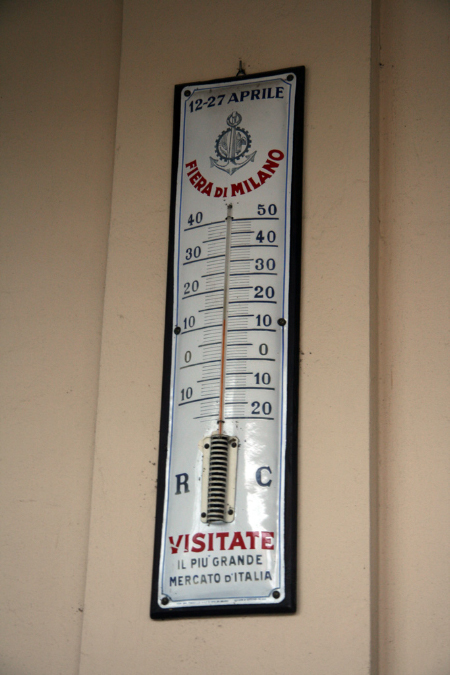 12-27 APRILE
FIERA DI MILANO
40 50
30 40
20 30
10 20
0 10
10 0
10
20
R C
VISITATE
IL PIU' GRANDE
MERCATO D'ITALIA